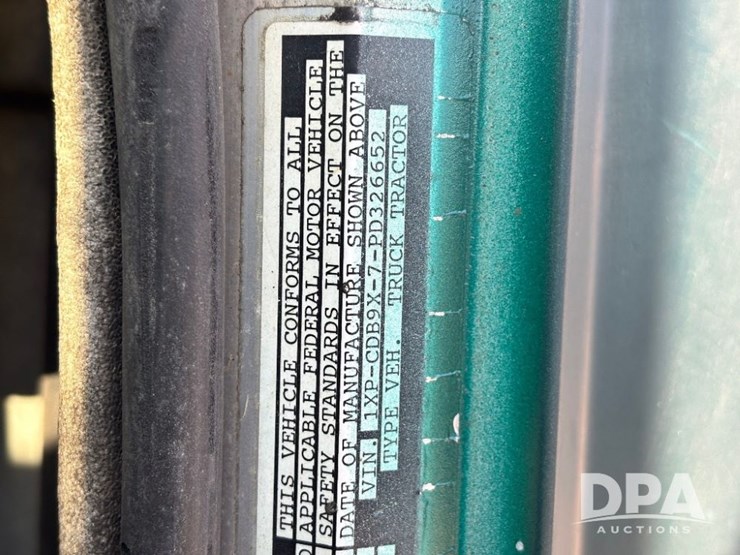 THIS VEHICLE CONFORMS TO ALL
APPLICABLE FEDERAL MOTOR VEHICLE
SAFETY STANDARDS IN EFFECT ON THE
DATE OF MANUFACTURE SHOWN ABOVE
VIN. 1XP-CDB9X-7-PD326652
TYPE VEH. TRUCK TRACTOR
DPA
AUCTIONS